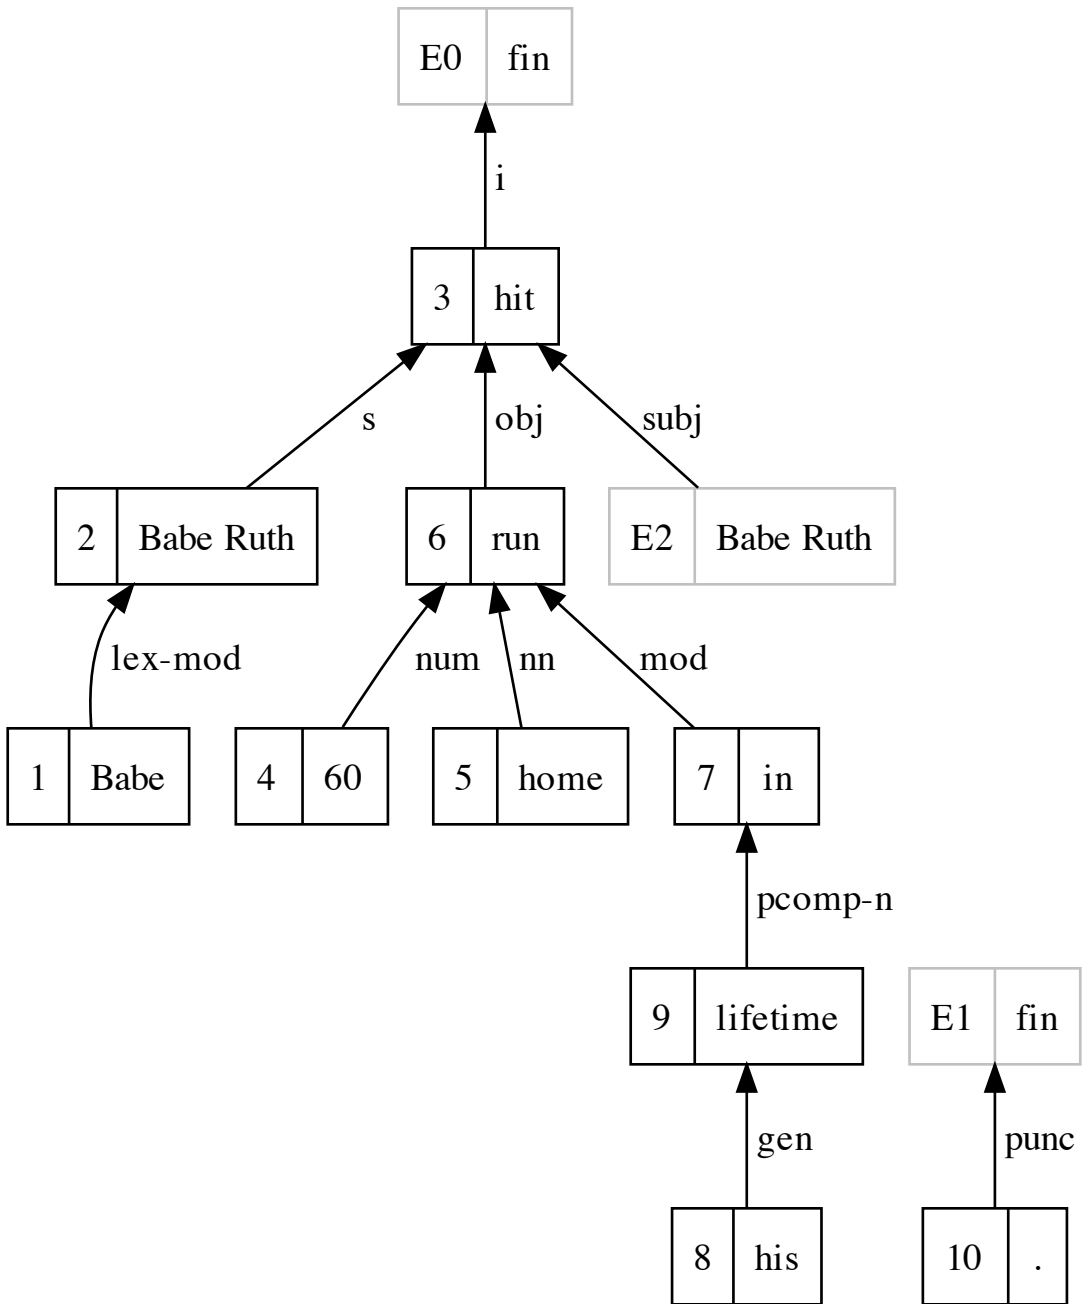 E0 fin
i
3 hit
s obj subj
2 Babe Ruth 6 run E2 Babe Ruth
lex-mod num nn mod
1 Babe 4 60 5 home 7 in
pcomp-n
9 lifetime E1 fin
gen punc
8 his 10 .